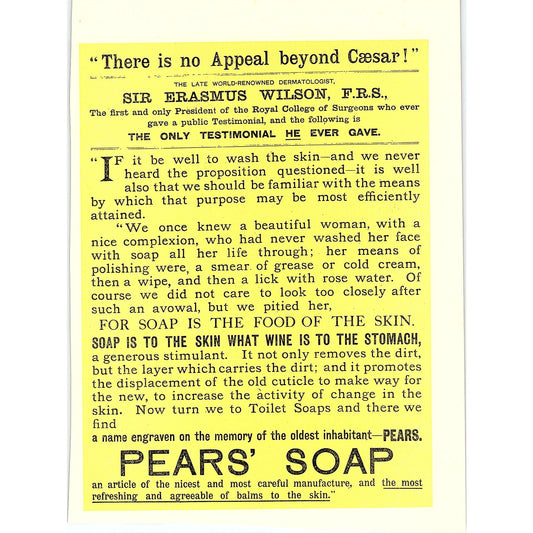 "There is no Appeal beyond Cæsar!"
THE LATE WORLD-RENOWNED DERMATOLOGIST,
SIR ERASMUS WILSON, F.R.S.,
The first and only President of the Royal College of Surgeons who ever
gave a public Testimonial, and the following is
THE ONLY TESTIMONIAL HE EVER GAVE.
"IF it be well to wash the skin—and we never
heard the proposition questioned—it is well
also that we should be familiar with the means
by which that purpose may be most efficiently
attained.
"We once knew a beautiful woman, with a
nice complexion, who had never washed her face
with soap all her life through; her means of
polishing were, a smear of grease or cold cream,
then a wipe, and then a lick with rose water. Of
course we did not care to look too closely after
such an avowal, but we pitied her,
FOR SOAP IS THE FOOD OF THE SKIN.
SOAP IS TO THE SKIN WHAT WINE IS TO THE STOMACH,
a generous stimulant. It not only removes the dirt,
but the layer which carries the dirt; and it promotes
the displacement of the old cuticle to make way for
the new, to increase the activity of change in the
skin. Now turn we to Toilet Soaps and there we
find
a name engraven on the memory of the oldest inhabitant—PEARS.
PEARS' SOAP
an article of the nicest and most careful manufacture, and the most
refreshing and agreeable of balms to the skin."